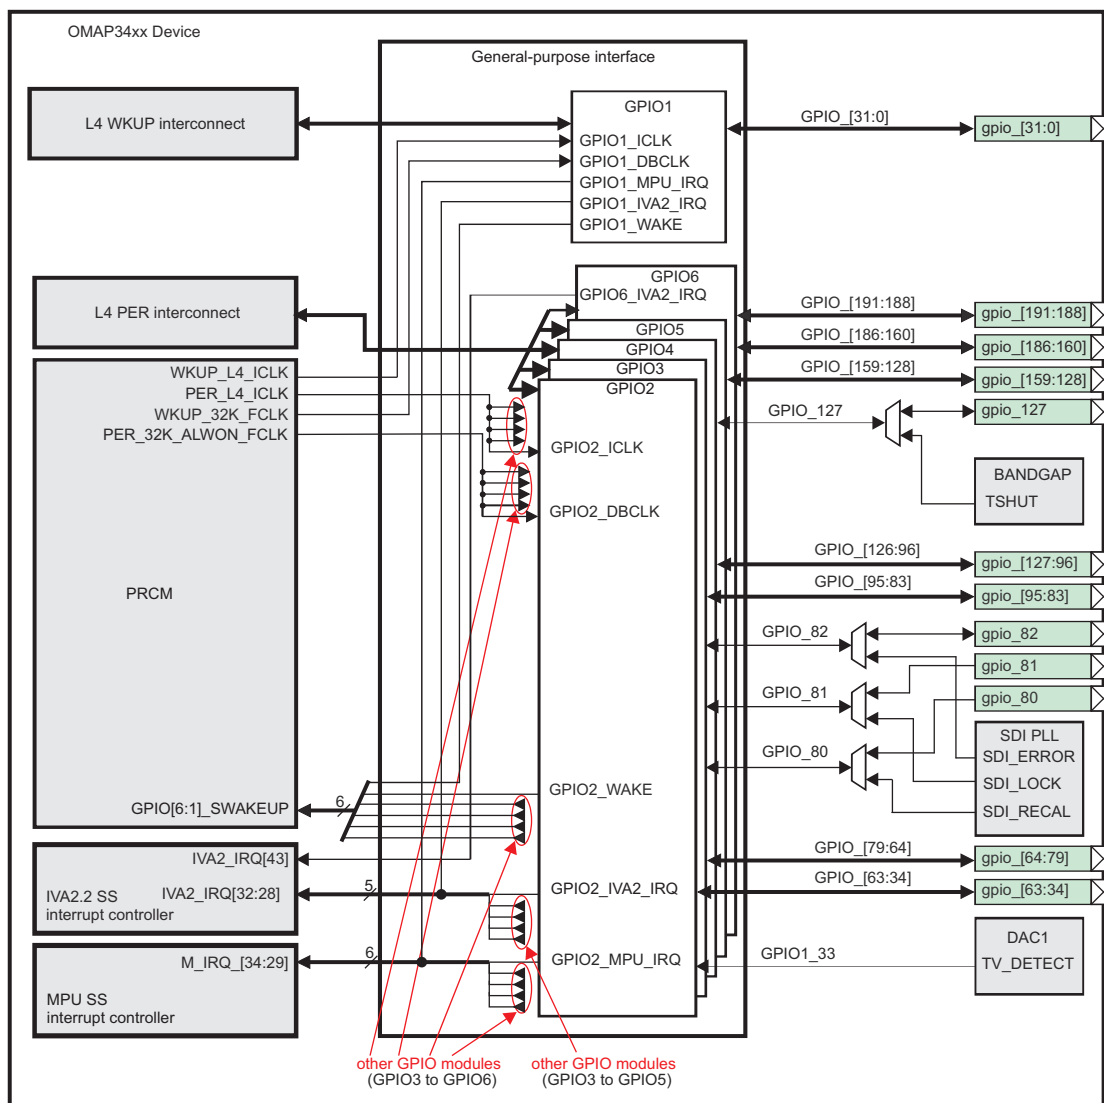 OMAP34xx Device
General-purpose interface
L4 WKUP interconnect
GPIO1
GPIO1_ICLK
GPIO1_DBCLK
GPIO1_MPU_IRQ
GPIO1_IVA2_IRQ
GPIO1_WAKE
GPIO_[31:0]
gpio_[31:0]
L4 PER interconnect
GPIO6
GPIO6_IVA2_IRQ
GPIO5
GPIO4
GPIO3
GPIO2
GPIO_[191:188]
gpio_[191:188]
GPIO_[186:160]
gpio_[186:160]
GPIO_[159:128]
gpio_[159:128]
GPIO_127
gpio_127
BANDGAP
TSHUT
WKUP_L4_ICLK
PER_L4_ICLK
WKUP_32K_FCLK
PER_32K_ALWON_FCLK
PRCM
GPIO[6:1]_SWAKEUP
6
GPIO2_ICLK
GPIO2_DBCLK
GPIO2_WAKE
GPIO2_IVA2_IRQ
GPIO2_MPU_IRQ
GPIO_[126:96]
gpio_[127:96]
GPIO_[95:83]
gpio_[95:83]
GPIO_82
gpio_82
GPIO_81
gpio_81
GPIO_80
gpio_80
SDI PLL
SDI_ERROR
SDI_LOCK
SDI_RECAL
GPIO_[79:64]
gpio_[64:79]
GPIO_[63:34]
gpio_[63:34]
GPIO1_33
DAC1
TV_DETECT
IVA2_IRQ[43]
IVA2_IRQ[32:28]
5
IVA2.2 SS
interrupt controller
M_IRQ_[34:29]
6
MPU SS
interrupt controller
other GPIO modules
(GPIO3 to GPIO6)
other GPIO modules
(GPIO3 to GPIO5)